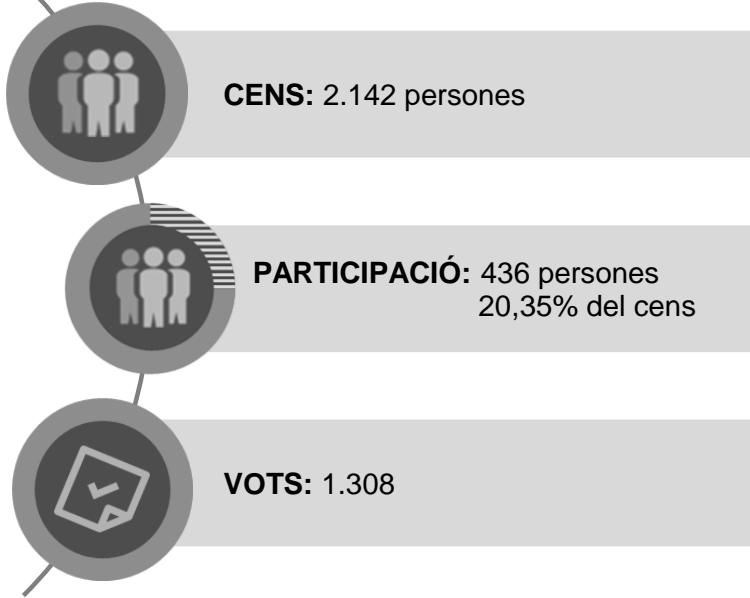 CENS: 2.142 persones
PARTICIPACIÓ: 436 persones
20,35% del cens
VOTS: 1.308